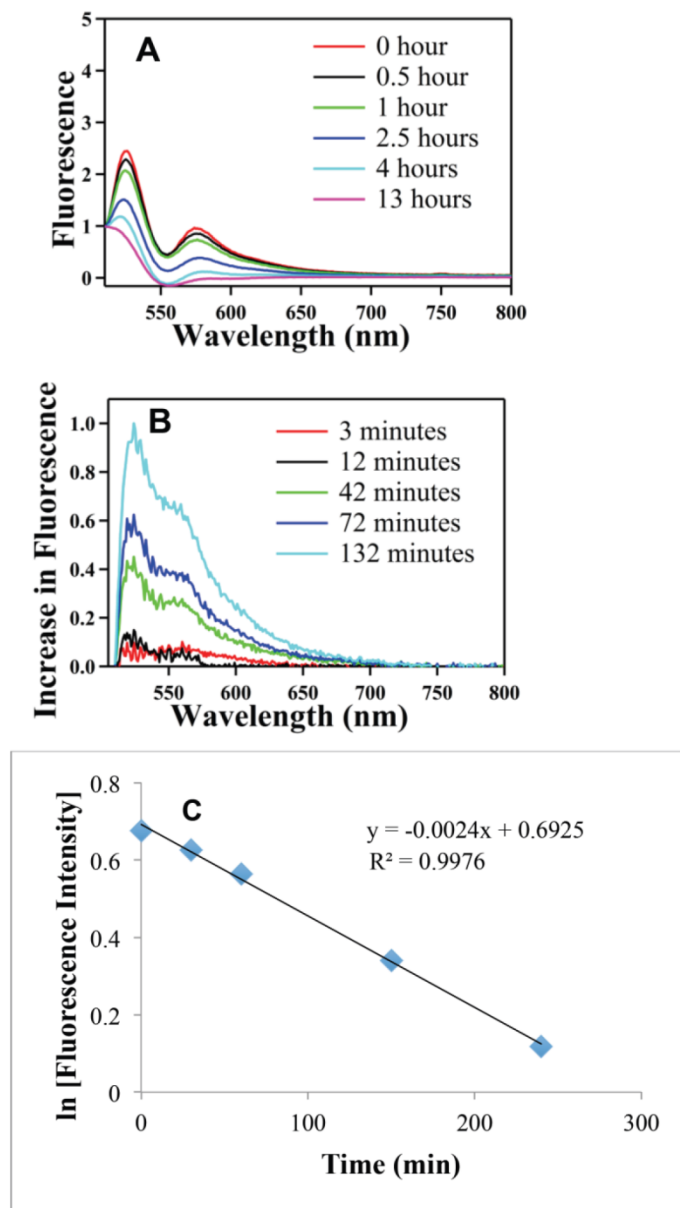 A
5
4
3
2
1
0
Fluorescence
0 hour
0.5 hour
1 hour
2.5 hours
4 hours
13 hours
550 600 650 700 750 800
Wavelength (nm)
B
1.0
0.8
0.6
0.4
0.2
0.0
Increase in Fluorescence
3 minutes
12 minutes
42 minutes
72 minutes
132 minutes
550 600 650 700 750 800
Wavelength (nm)
C
0.8
0.6
0.4
0.2
0
ln [Fluorescence Intensity]
y = -0.0024x + 0.6925
R² = 0.9976
0 100 200 300
Time (min)